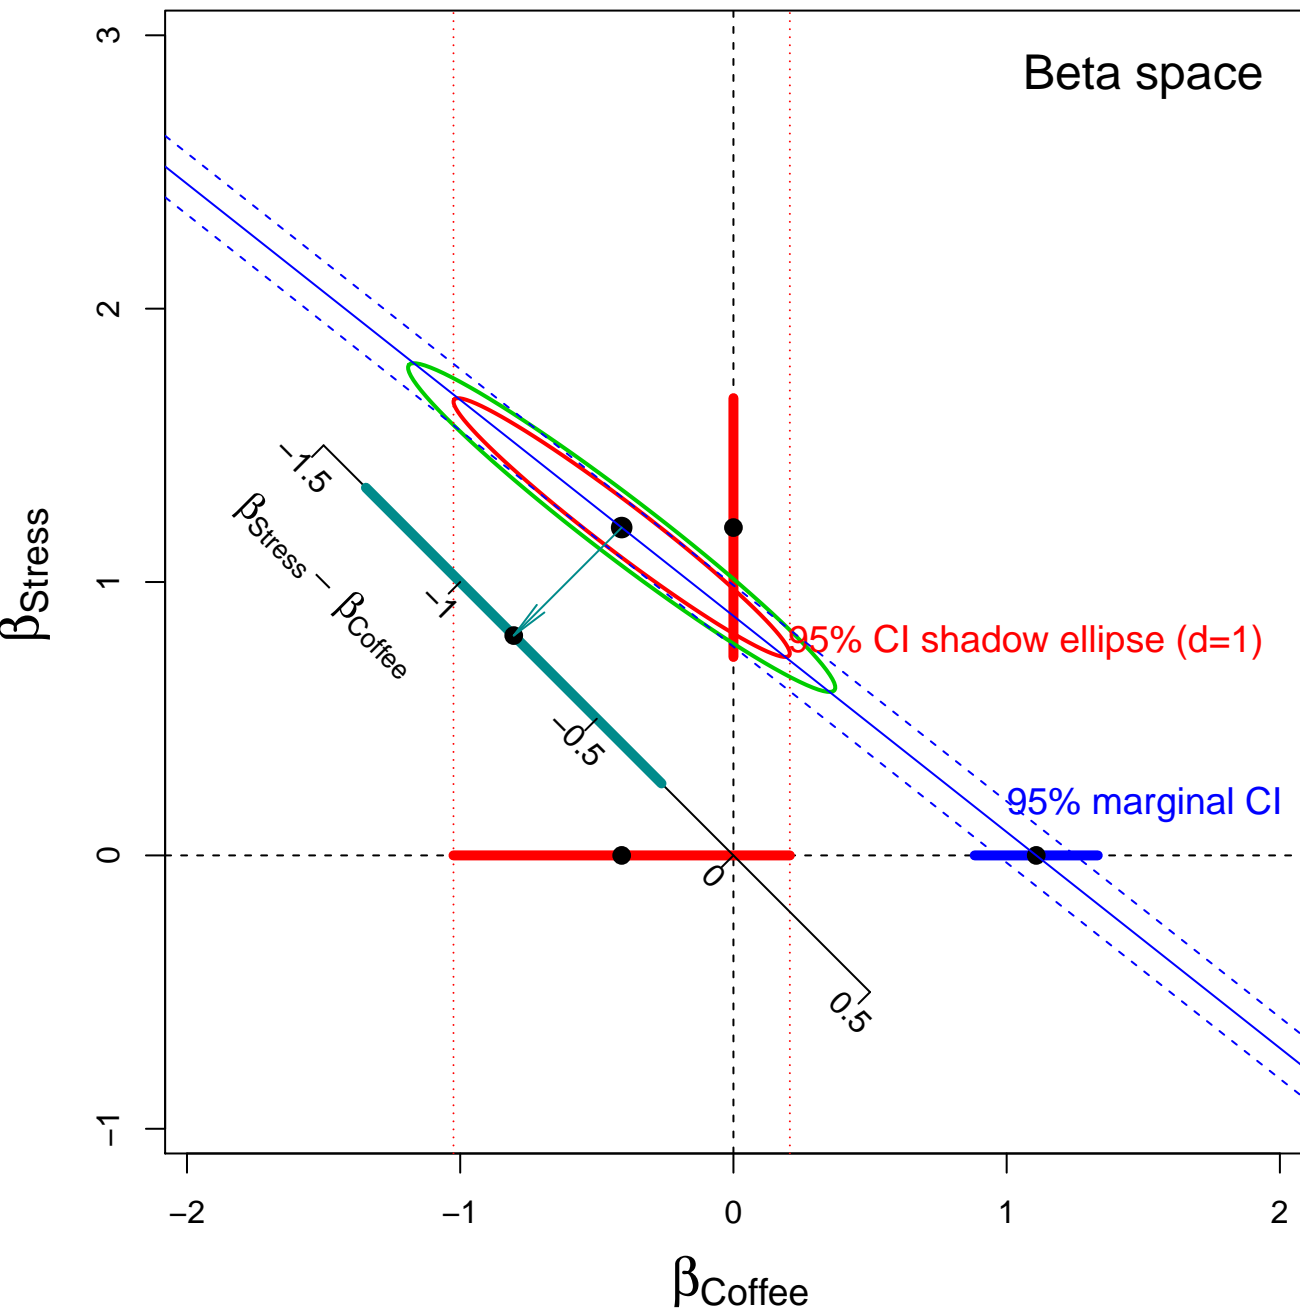 Beta space
3
2
1
0
−1
βStress
−1.5
−1
−0.5
0
0.5
βStress − βCoffee
95% CI shadow ellipse (d=1)
95% marginal CI
−2
−1
0
1
2
βCoffee